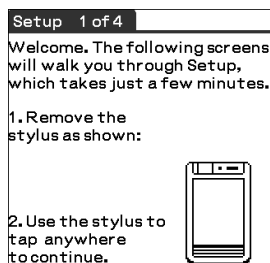 Setup 1 of 4
Welcome. The following screens
will walk you through Setup,
which takes just a few minutes.
1. Remove the
stylus as shown:
2. Use the stylus to
tap anywhere
to continue.